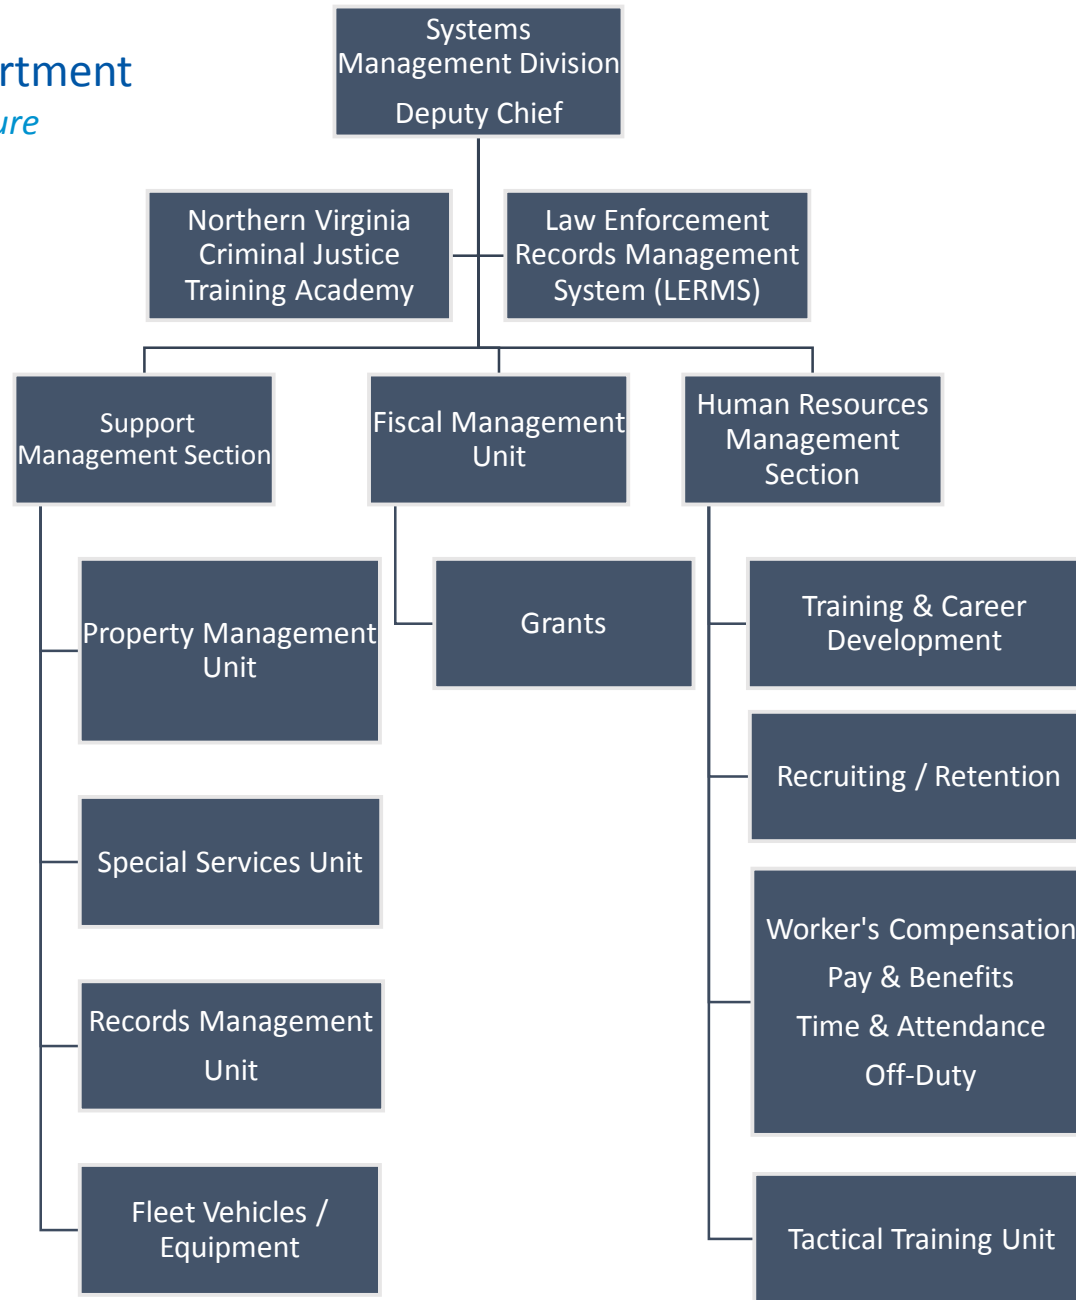 Systems
Management Division
Deputy Chief
rtment
ure
Northern Virginia
Criminal Justice
Training Academy
Law Enforcement
Records Management
System (LERMS)
Support
Management Section
Fiscal Management
Unit
Human Resources
Management
Section
Property Management
Unit
Grants
Training & Career
Development
Recruiting / Retention
Special Services Unit
Worker's Compensation
Pay & Benefits
Time & Attendance
Off-Duty
Records Management
Unit
Fleet Vehicles /
Equipment
Tactical Training Unit